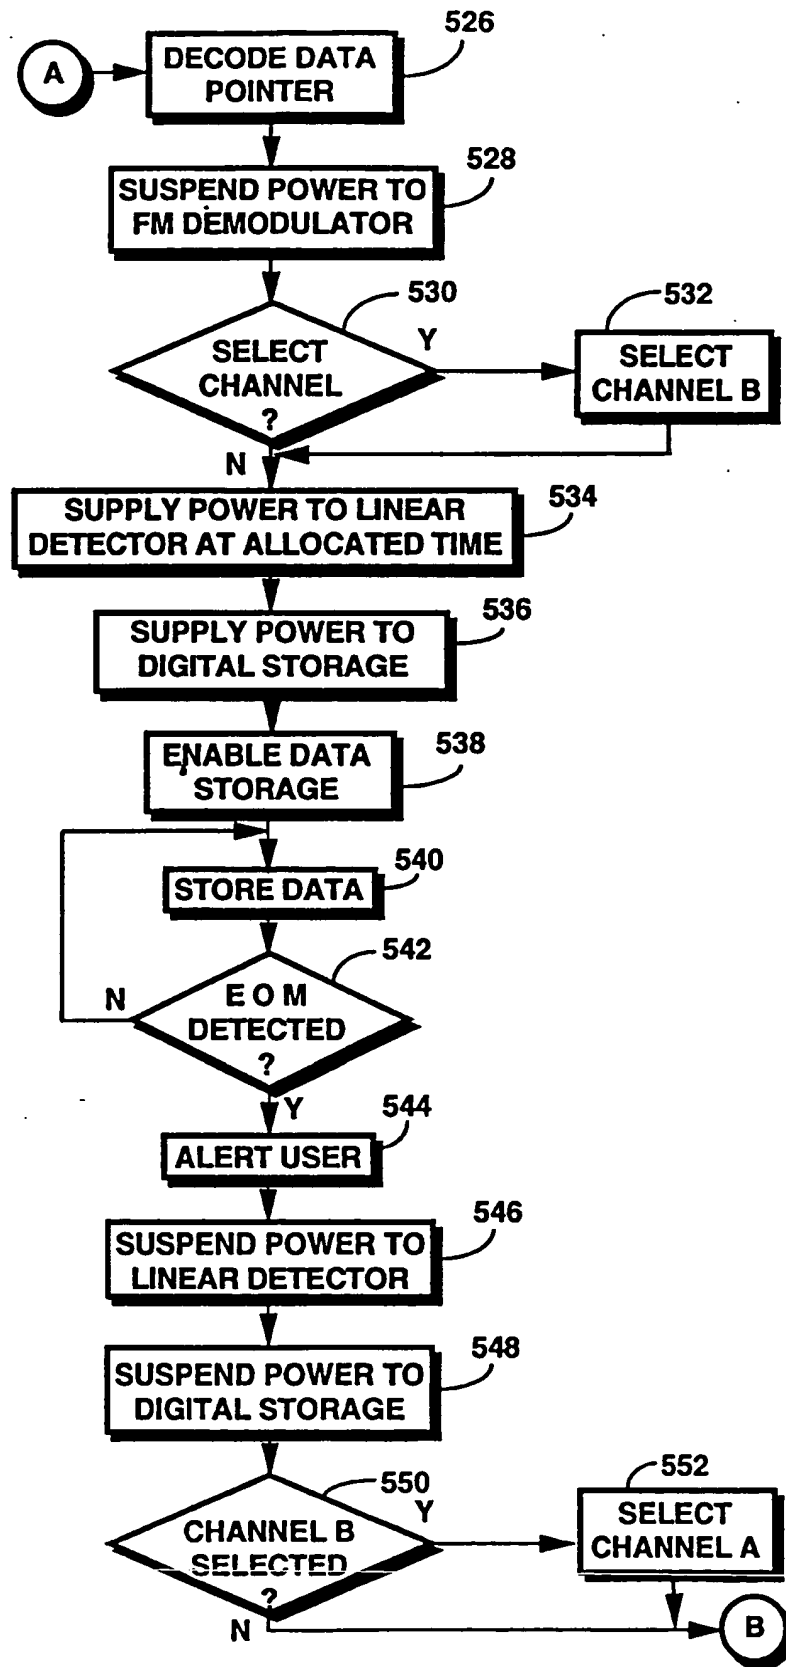 526
A
DECODE DATA
POINTER
528
SUSPEND POWER TO
FM DEMODULATOR
530
532
Y
SELECT
CHANNEL
?
SELECT
CHANNEL B
N
534
SUPPLY POWER TO LINEAR
DETECTOR AT ALLOCATED TIME
536
SUPPLY POWER TO
DIGITAL STORAGE
538
ENABLE DATA
STORAGE
540
STORE DATA
542
N
E O M
DETECTED
?
Y
544
ALERT USER
546
SUSPEND POWER TO
LINEAR DETECTOR
548
SUSPEND POWER TO
DIGITAL STORAGE
550
552
Y
CHANNEL B
SELECTED
?
SELECT
CHANNEL A
N
B